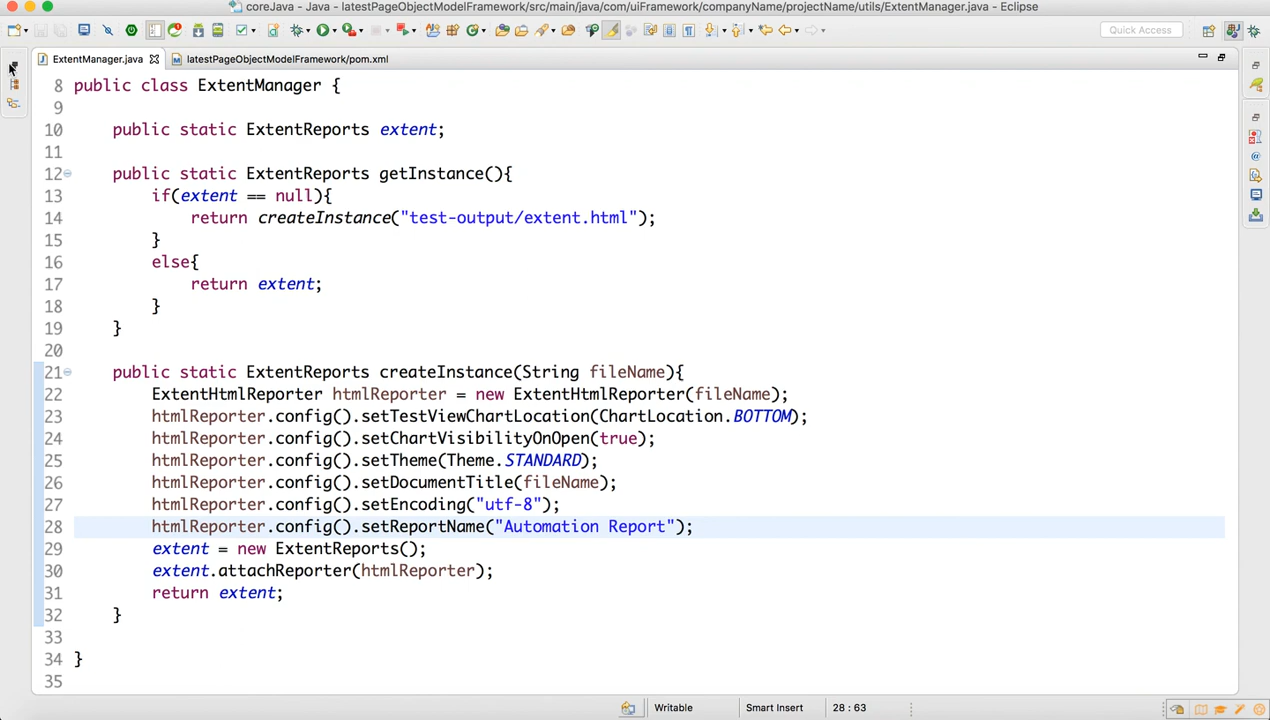 coreJava - Java - latestPageObjectModelFramework/src/main/java/com/uiFramework/companyName/projectName/utils/ExtentManager.java - Eclipse
Quick Access
ExtentManager.java
latestPageObjectModelFramework/pom.xml
8 public class ExtentManager {
9
10 public static ExtentReports extent;
11
12 public static ExtentReports getInstance(){
13 if(extent == null){
14 return createInstance("test-output/extent.html");
15 }
16 else{
17 return extent;
18 }
19 }
20
21 public static ExtentReports createInstance(String fileName){
22 ExtentHtmlReporter htmlReporter = new ExtentHtmlReporter(fileName);
23 htmlReporter.config().setTestViewChartLocation(ChartLocation.BOTTOM);
24 htmlReporter.config().setChartVisibilityOnOpen(true);
25 htmlReporter.config().setTheme(Theme.STANDARD);
26 htmlReporter.config().setDocumentTitle(fileName);
27 htmlReporter.config().setEncoding("utf-8");
28 htmlReporter.config().setReportName("Automation Report");
29 extent = new ExtentReports();
30 extent.attachReporter(htmlReporter);
31 return extent;
32 }
33
34 }
35
Writable
Smart Insert
28 : 63